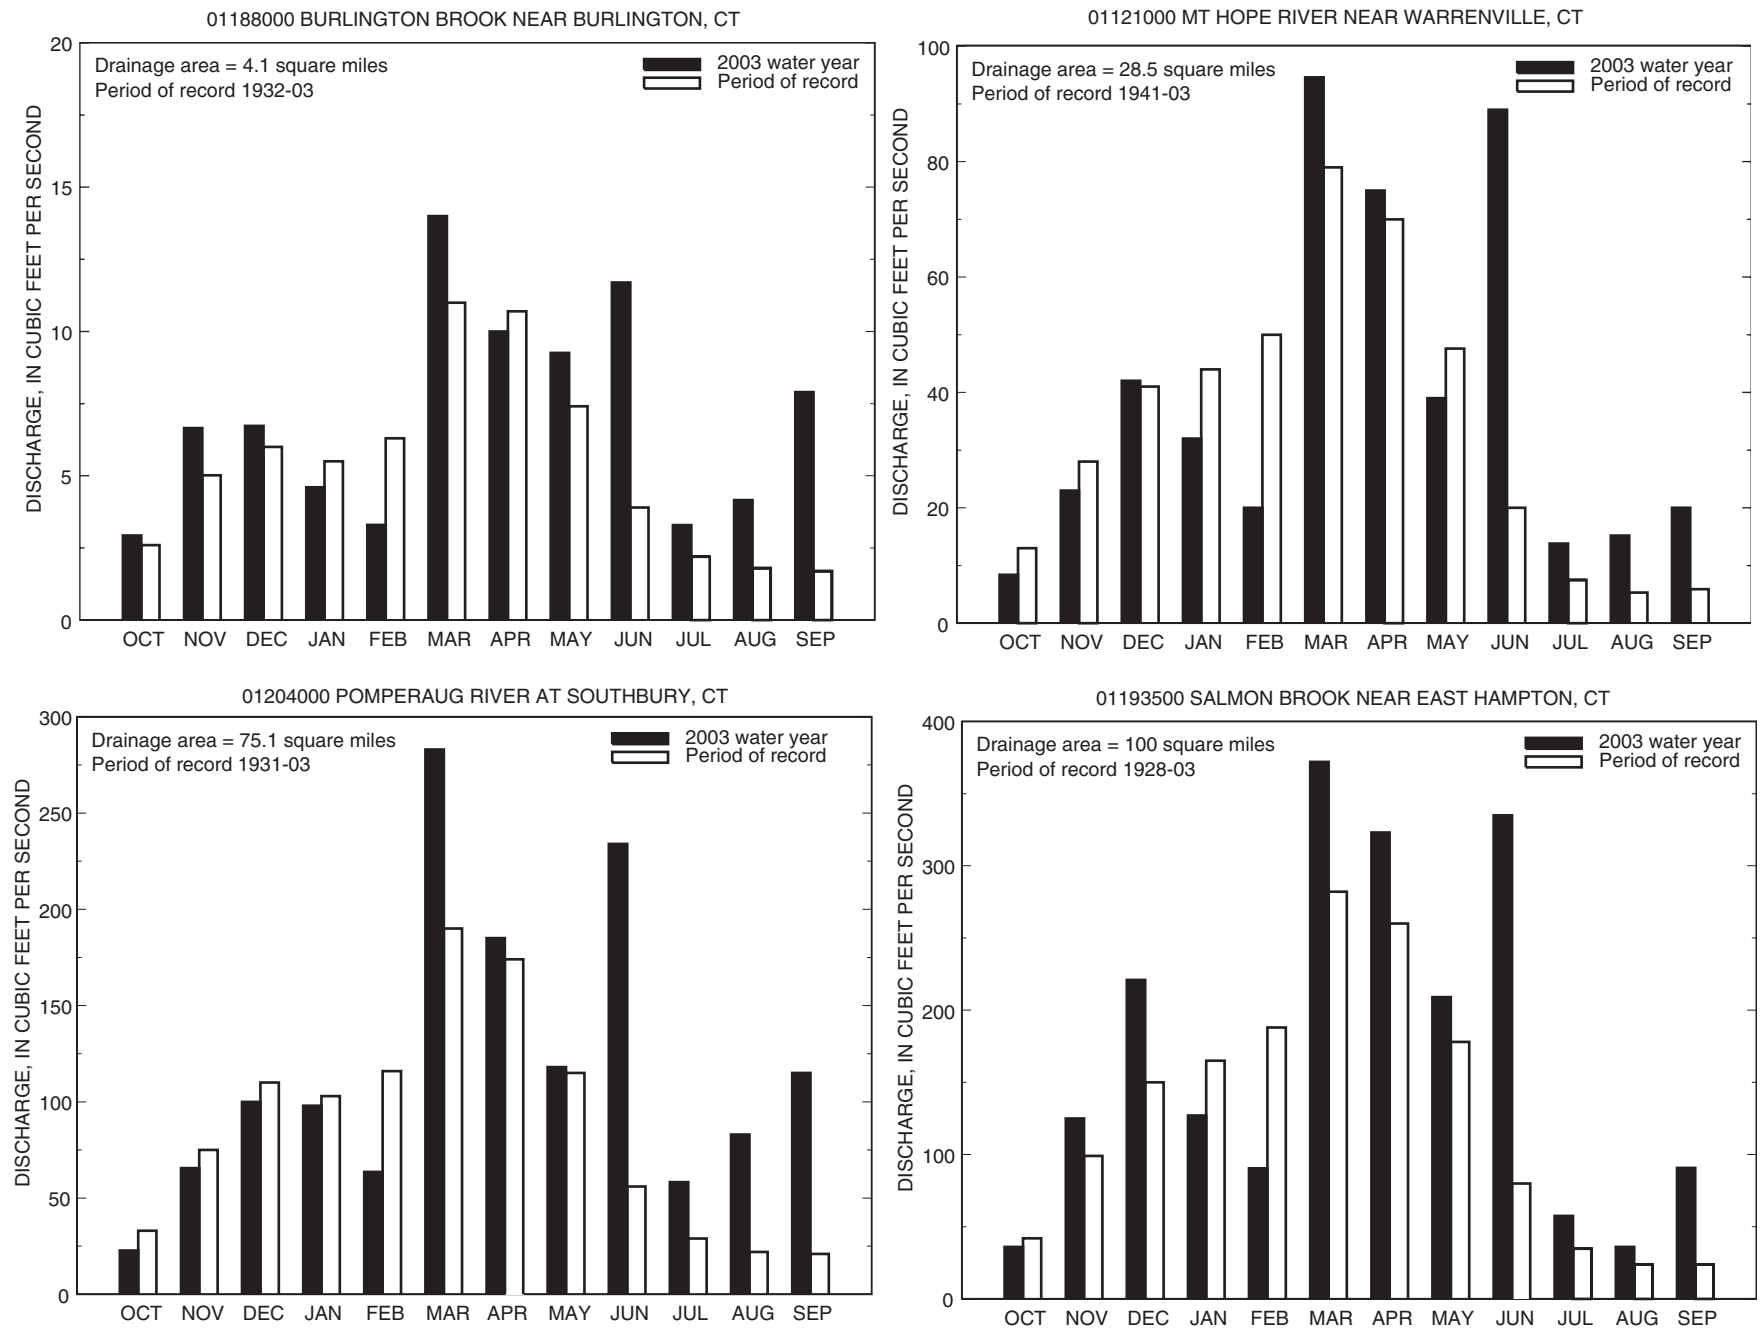 01188000 BURLINGTON BROOK NEAR BURLINGTON, CT
DISCHARGE, IN CUBIC FEET PER SECOND
20
15
10
5
0
Drainage area = 4.1 square miles
Period of record 1932-03
2003 water year
Period of record
OCT NOV DEC JAN FEB MAR APR MAY JUN JUL AUG SEP
01121000 MT HOPE RIVER NEAR WARRENVILLE, CT
DISCHARGE, IN CUBIC FEET PER SECOND
100
80
60
40
20
0
Drainage area = 28.5 square miles
Period of record 1941-03
2003 water year
Period of record
OCT NOV DEC JAN FEB MAR APR MAY JUN JUL AUG SEP
01204000 POMPERAUG RIVER AT SOUTHBURY, CT
DISCHARGE, IN CUBIC FEET PER SECOND
300
250
200
150
100
50
0
Drainage area = 75.1 square miles
Period of record 1931-03
2003 water year
Period of record
OCT NOV DEC JAN FEB MAR APR MAY JUN JUL AUG SEP
01193500 SALMON BROOK NEAR EAST HAMPTON, CT
DISCHARGE, IN CUBIC FEET PER SECOND
400
300
200
100
0
Drainage area = 100 square miles
Period of record 1928-03
2003 water year
Period of record
OCT NOV DEC JAN FEB MAR APR MAY JUN JUL AUG SEP